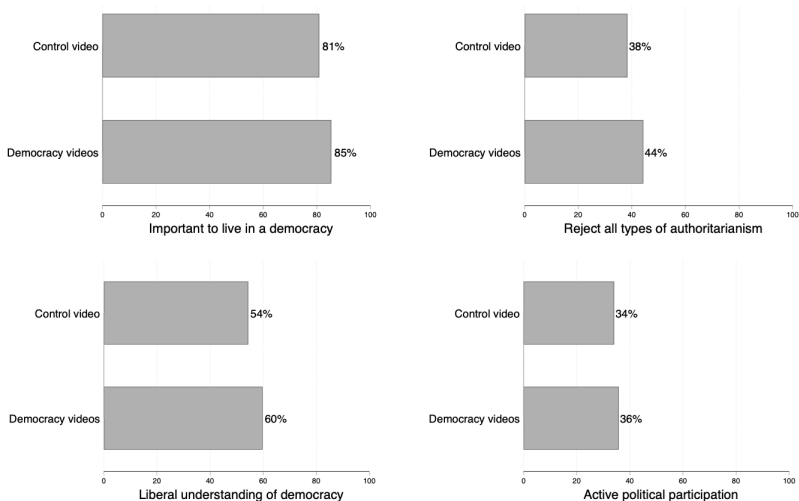 Control video
81%
Democracy videos
85%
0 20 40 60 80 100
Important to live in a democracy
Control video
38%
Democracy videos
44%
0 20 40 60 80 100
Reject all types of authoritarianism
Control video
54%
Democracy videos
60%
0 20 40 60 80 100
Liberal understanding of democracy
Control video
34%
Democracy videos
36%
0 20 40 60 80 100
Active political participation